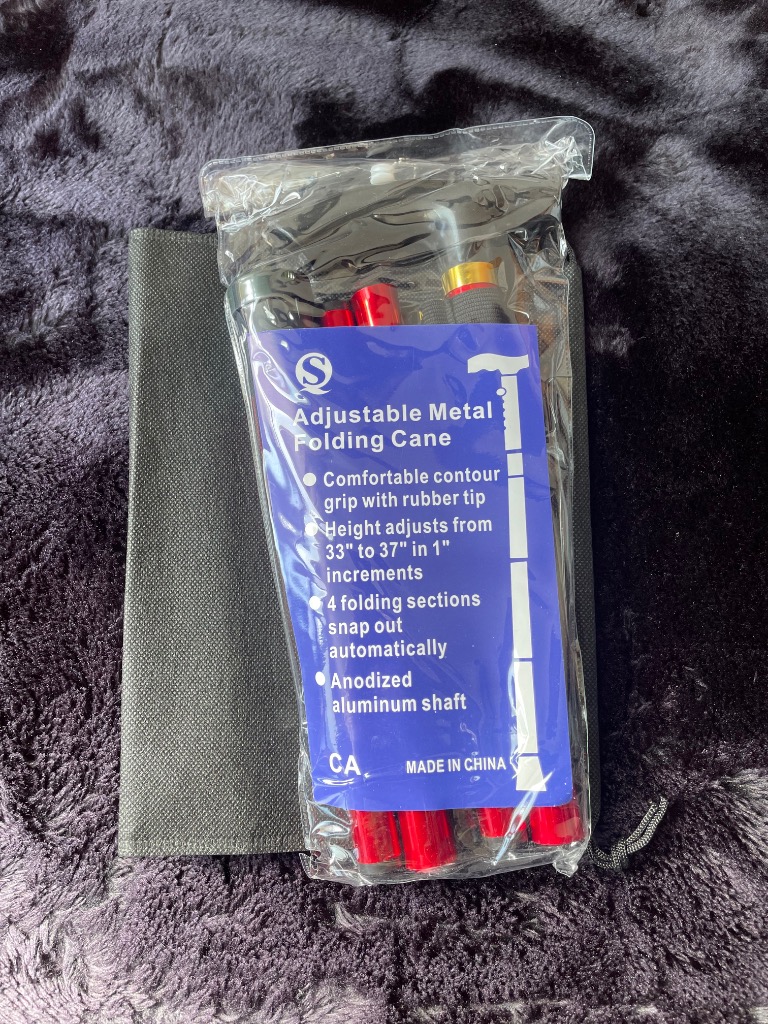 S
Adjustable Metal
Folding Cane
● Comfortable contour
grip with rubber tip
● Height adjusts from
33" to 37" in 1"
increments
● 4 folding sections
snap out
automatically
● Anodized
aluminum shaft
CA
MADE IN CHINA